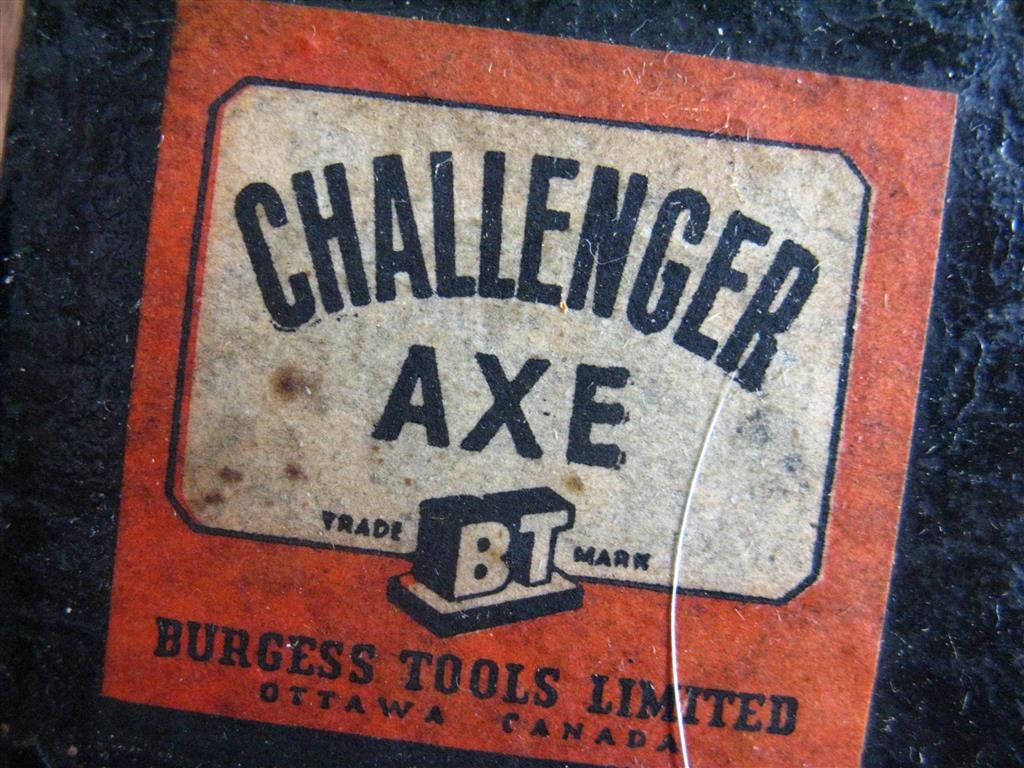 CHALLENGER
AXE
TRADE BT MARK
BURGESS TOOLS LIMITED
OTTAWA CANADA